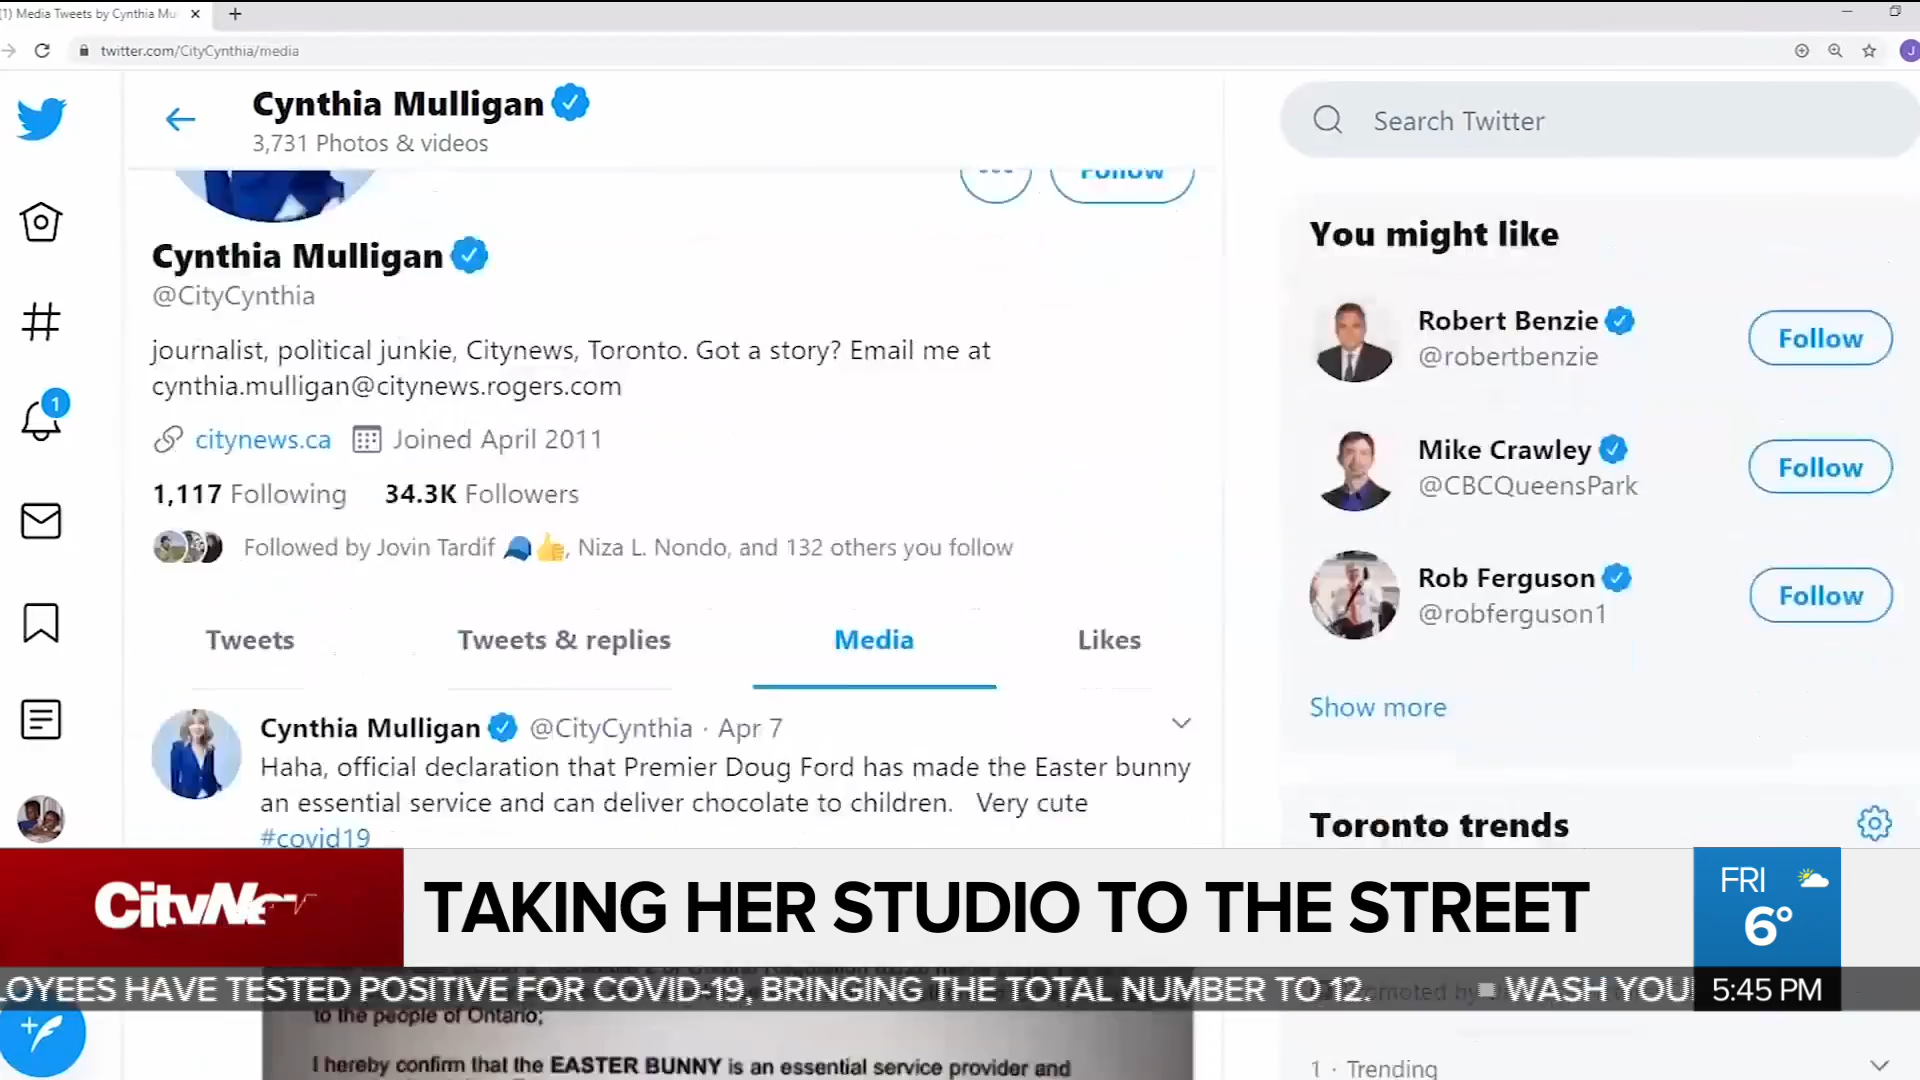 (1) Media Tweets by Cynthia Mu
twitter.com/CityCynthia/media
J
Cynthia Mulligan
3,731 Photos & videos
Search Twitter
Follow
Cynthia Mulligan
@CityCynthia
journalist, political junkie, Citynews, Toronto. Got a story? Email me at
cynthia.mulligan@citynews.rogers.com
citynews.ca Joined April 2011
1,117 Following 34.3K Followers
Followed by Jovin Tardif 🧢👍, Niza L. Nondo, and 132 others you follow
Tweets Tweets & replies Media Likes
1
Cynthia Mulligan @CityCynthia · Apr 7
Haha, official declaration that Premier Doug Ford has made the Easter bunny
an essential service and can deliver chocolate to children. Very cute
#covid19
You might like
Robert Benzie
@robertbenzie
Follow
Mike Crawley
@CBCQueensPark
Follow
Rob Ferguson
@robferguson1
Follow
Show more
Toronto trends
TAKING HER STUDIO TO THE STREET
FRI
6°
LOYEES HAVE TESTED POSITIVE FOR COVID-19, BRINGING THE TOTAL NUMBER TO 12. WASH YOU
5:45 PM
to the people of Ontario;
I hereby confirm that the EASTER BUNNY is an essential service provider and
1 · Trending